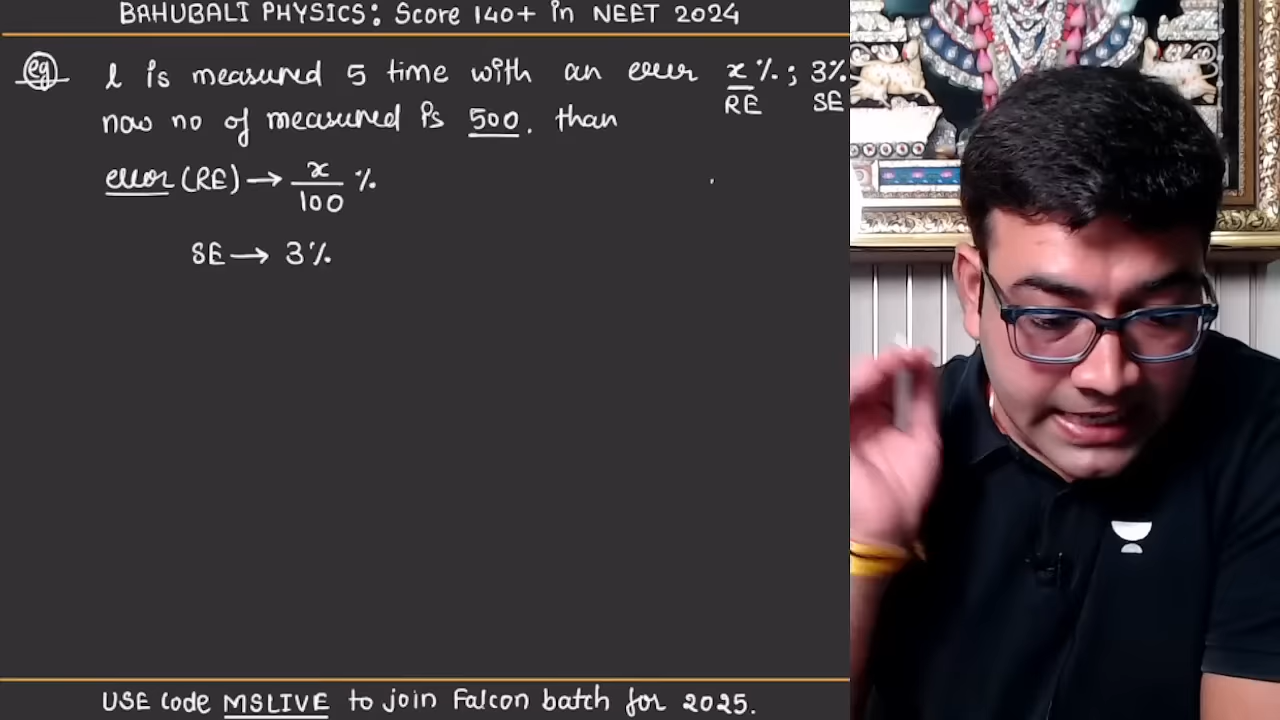 BAHUBALI PHYSICS: Score 140+ in NEET 2024
eg l is measured 5 time with an error x %. ; 3%.
RE SE
now no of measured is 500. than
error (RE) → x/100 %
SE → 3%
USE Code MSLIVE to join Falcon batch for 2025.